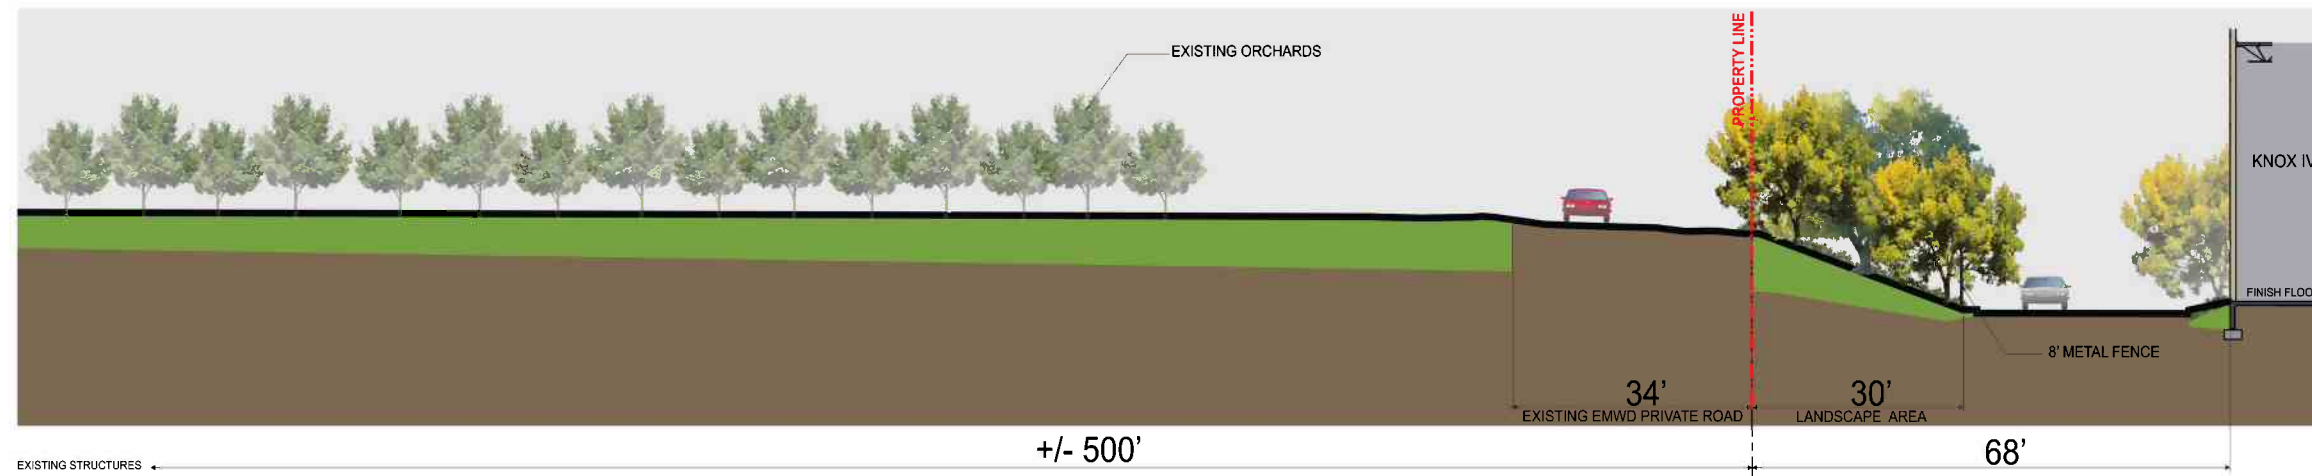 EXISTING ORCHARDS
PROPERTY LINE
KNOX IV
FINISH FLOO
8' METAL FENCE
34'
EXISTING EMWD PRIVATE ROAD
30'
LANDSCAPE AREA
+/- 500'
68'
EXISTING STRUCTURES